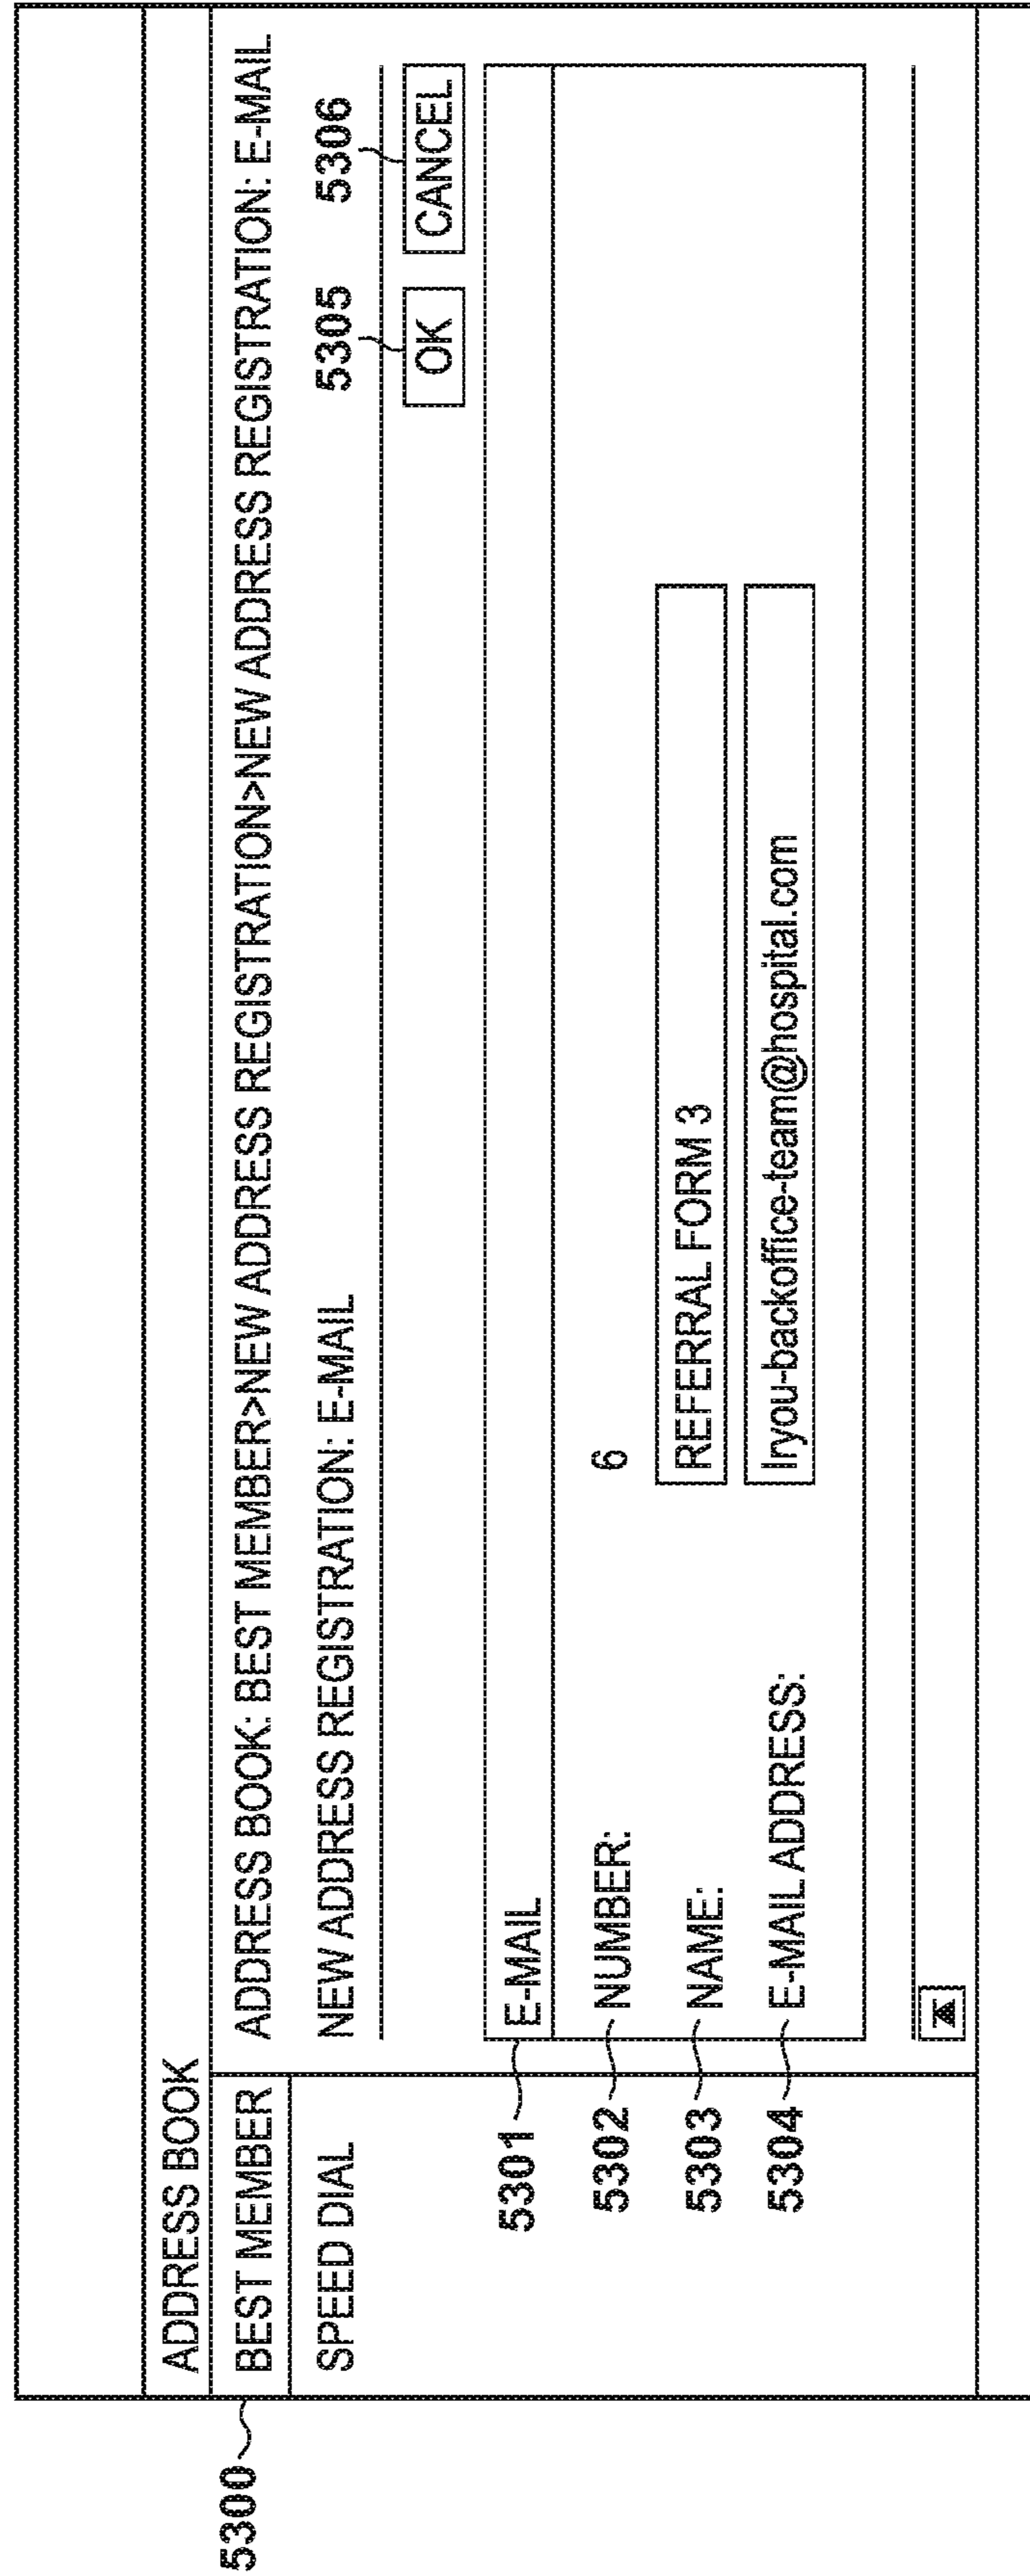 5300
ADDRESS BOOK
BEST MEMBER
SPEED DIAL
ADDRESS BOOK: BEST MEMBER>NEW ADDRESS REGISTRATION>NEW ADDRESS REGISTRATION: E-MAIL
NEW ADDRESS REGISTRATION: E-MAIL
5305 5306
OK CANCEL
5301 E-MAIL
5302 NUMBER: 6
5303 NAME: REFERRAL FORM 3
5304 E-MAIL ADDRESS: Iryou-backoffice-team@hospital.com